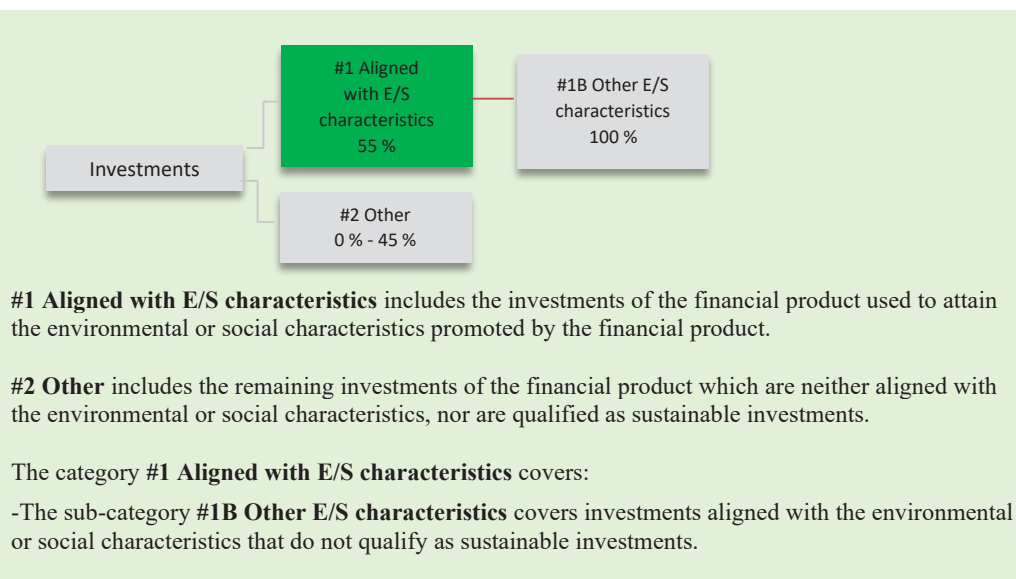 #1 Aligned
with E/S
characteristics
55 %
#1B Other E/S
characteristics
100 %
Investments
#2 Other
0 % - 45 %
#1 Aligned with E/S characteristics includes the investments of the financial product used to attain
the environmental or social characteristics promoted by the financial product.
#2 Other includes the remaining investments of the financial product which are neither aligned with
the environmental or social characteristics, nor are qualified as sustainable investments.
The category #1 Aligned with E/S characteristics covers:
-The sub-category #1B Other E/S characteristics covers investments aligned with the environmental
or social characteristics that do not qualify as sustainable investments.